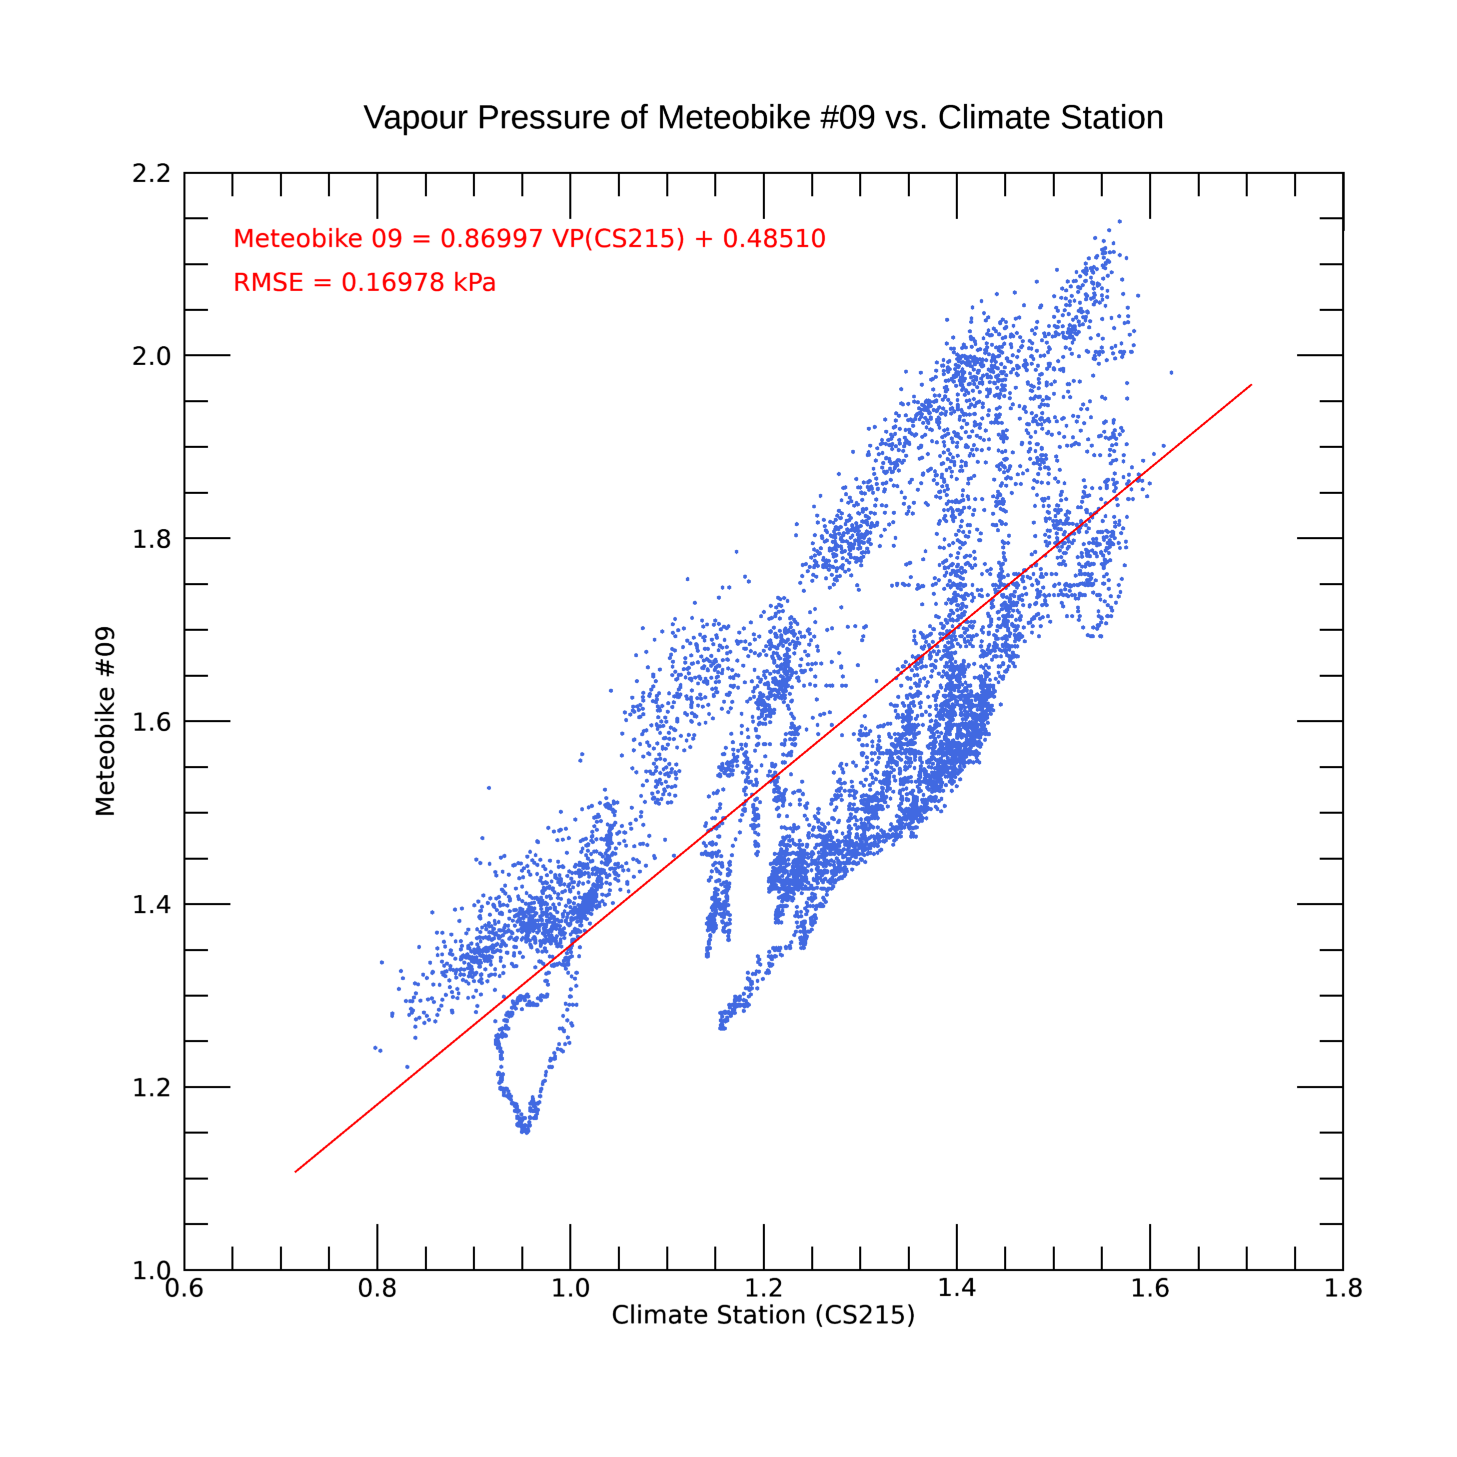 Vapour Pressure of Meteobike #09 vs. Climate Station
Meteobike 09 = 0.86997 VP(CS215) + 0.48510
RMSE = 0.16978 kPa
2.2
2.0
1.8
1.6
1.4
1.2
1.0
Meteobike #09
0.6 0.8 1.0 1.2 1.4 1.6 1.8
Climate Station (CS215)